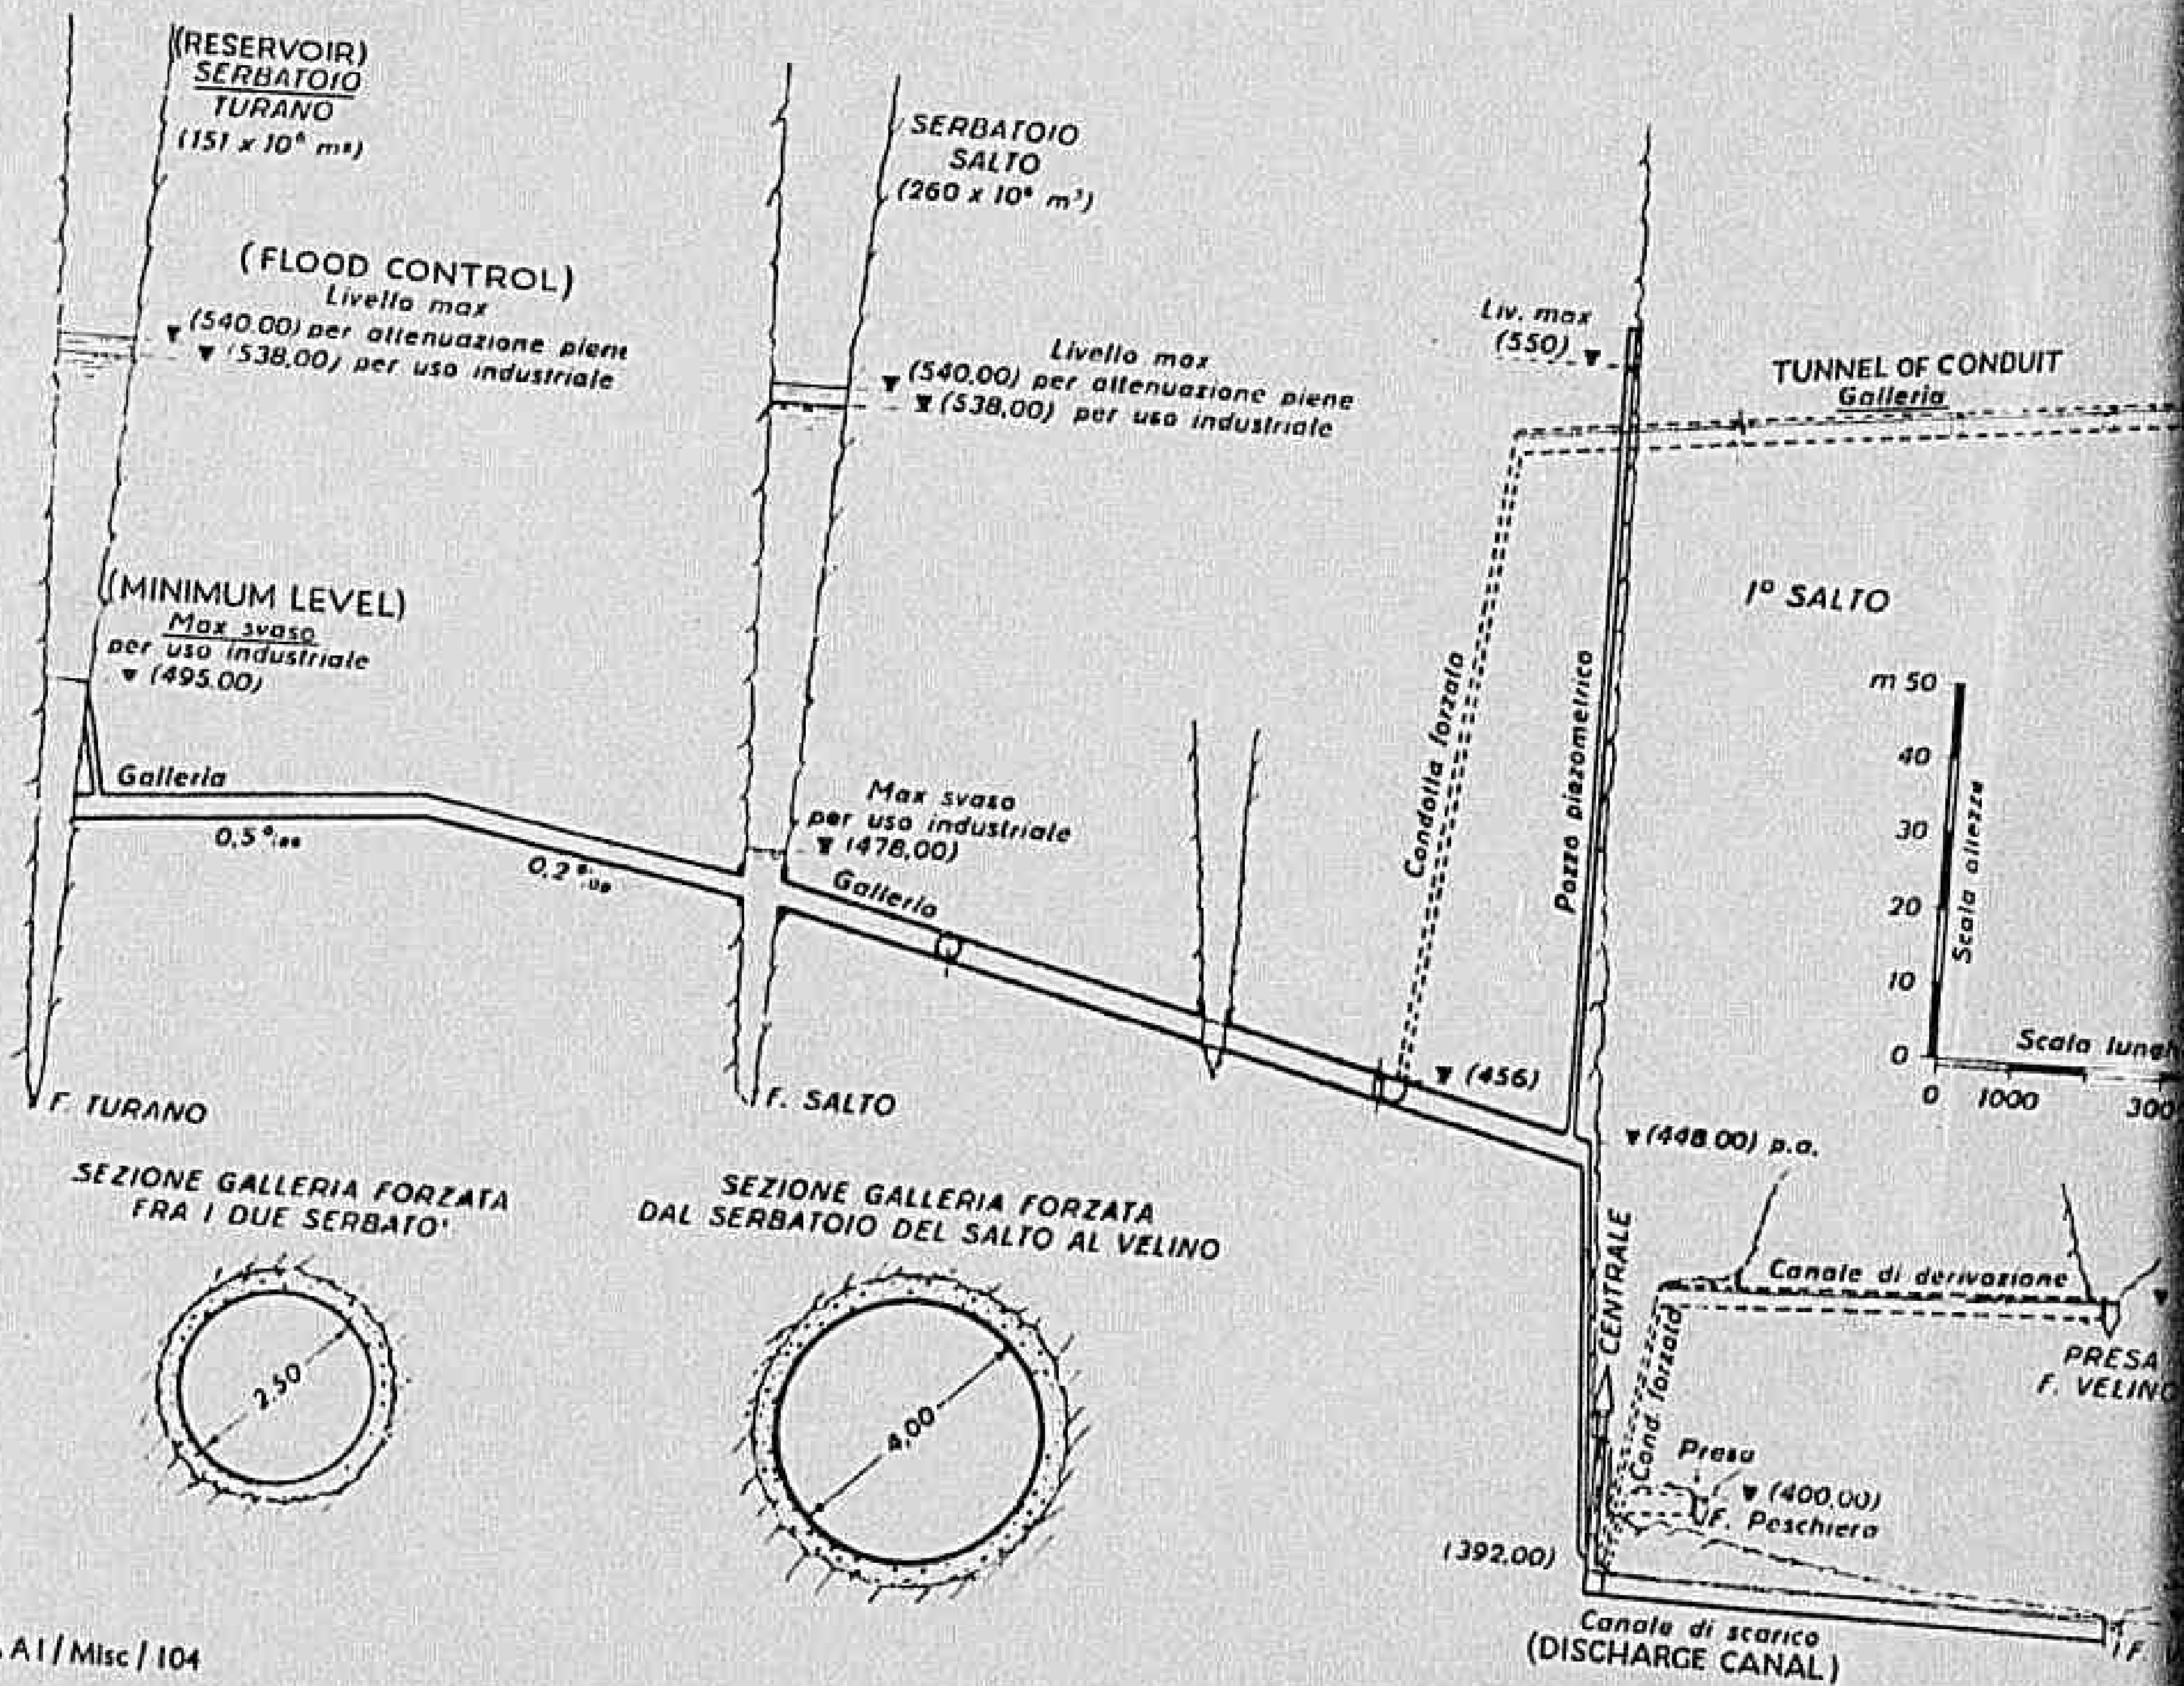 (RESERVOIR)
SERBATOIO
TURANO
(151 x 10⁶ m³)
SERBATOIO
SALTO
(260 x 10⁶ m³)
(FLOOD CONTROL)
Livello max
(540.00) per attenuazione piene
(538,00) per uso industriale
Livello max
(540.00) per attenuazione piene
(538,00) per uso industriale
Liv. max
(550)
TUNNEL OF CONDUIT
Galleria
(MINIMUM LEVEL)
Max svaso
per uso industriale
(495.00)
1º SALTO
Condotta forzata
Pozzo piezometrico
m 50
40
30
20
10
0
Scala altezze
Scala lungh
0 1000 300
Galleria
0,5 º/₀₀
0,2 º/₀₀
Max svaso
per uso industriale
(478,00)
Galleria
(456)
F. TURANO
F. SALTO
(448.00) p.a.
SEZIONE GALLERIA FORZATA
FRA I DUE SERBATO'
2.50
SEZIONE GALLERIA FORZATA
DAL SERBATOIO DEL SALTO AL VELINO
4,00
CENTRALE
Canale di derivazione
Cond. forzata
PRESA
F. VELINO
Presa
(400,00)
F. Peschiera
(392.00)
Canale di scarico
(DISCHARGE CANAL)
F.
A1/Misc/104